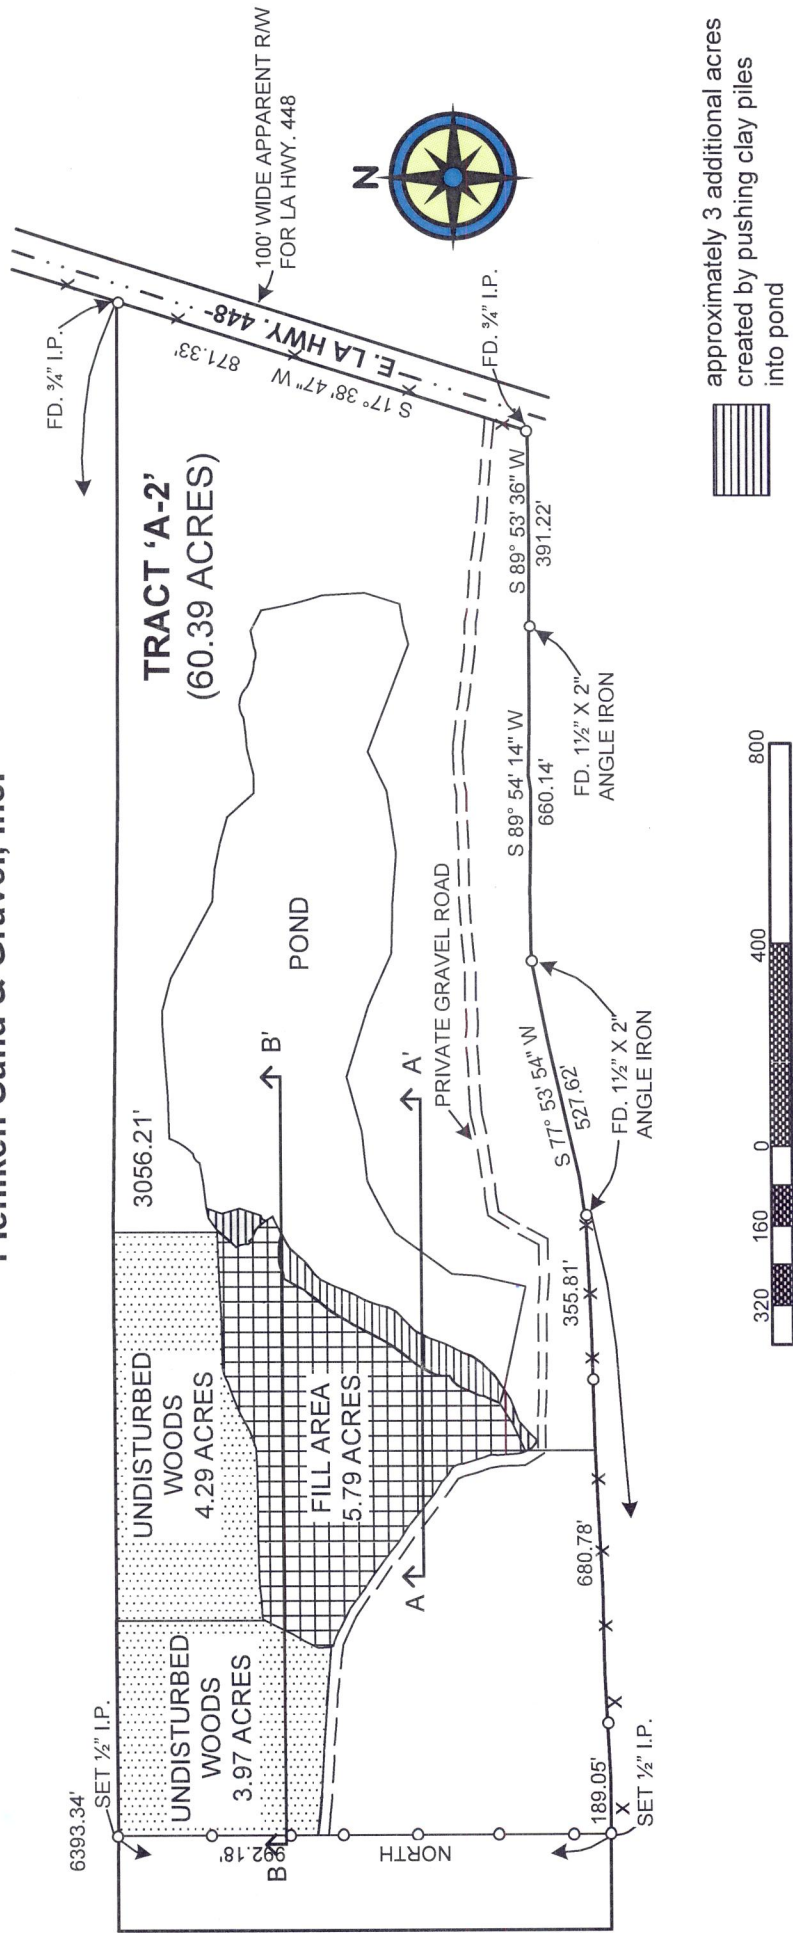 6393.34'
SET ½" I.P.
UNDISTURBED
WOODS
3.97 ACRES
UNDISTURBED
WOODS
4.29 ACRES
3056.21'
FD. ¾" I.P.
100' WIDE APPARENT R/W
FOR LA HWY. 448
E. LA HWY. 448
S 17° 38' 47" W
871.33'
TRACT ‘A-2’
(60.39 ACRES)
N
POND
FILL AREA
5.79 ACRES
B
B'
A
A'
992.18'
NORTH
PRIVATE GRAVEL ROAD
FD. ¾" I.P.
S 89° 53' 36" W
391.22'
S 89° 54' 14" W
660.14'
FD. 1½" X 2"
ANGLE IRON
S 77° 53' 54" W
527.62'
FD. 1½" X 2"
ANGLE IRON
355.81'
680.78'
189.05'
SET ½" I.P.
320
160
0
400
800
approximately 3 additional acres
created by pushing clay piles
into pond